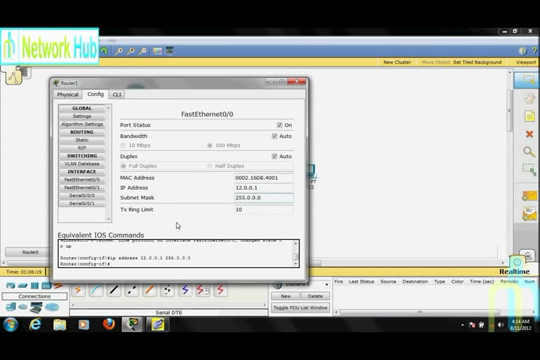 Network Hub
New Cluster
Move Object
Set Tiled Background
Viewport
Router1
Physical
Config
CLI
GLOBAL
Settings
Algorithm Settings
ROUTING
Static
RIP
SWITCHING
VLAN Database
INTERFACE
FastEthernet0/0
FastEthernet0/1
Serial0/0/0
Serial0/0/1
FastEthernet0/0
Port Status
On
Bandwidth
Auto
10 Mbps
100 Mbps
Duplex
Auto
Full Duplex
Half Duplex
MAC Address
0002.16D8.4001
IP Address
12.0.0.1
Subnet Mask
255.0.0.0
Tx Ring Limit
10
Equivalent IOS Commands
Router(config-if)#ip address 12.0.0.1 255.0.0.0
Router(config-if)#
Router0
Time: 01:06:19
Realtime
Connections
Serial DTE
New
Delete
Toggle PDU List Window
Fire
Last Status
Source
Destination
Type
Color
Time (sec)
Periodic
Num
4:14 AM
8/31/2012